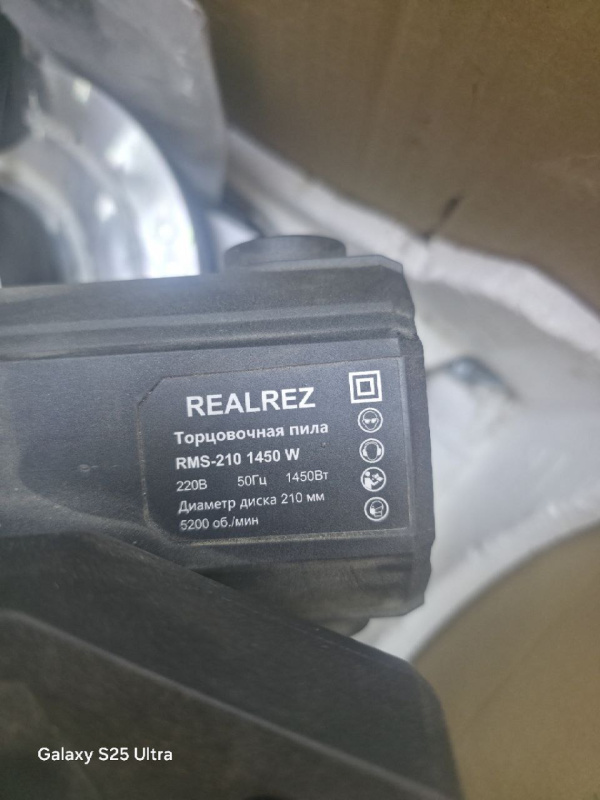 REALREZ
Торцовочная пила
RMS-210 1450 W
220В 50Гц 1450Вт
Диаметр диска 210 мм
5200 об./мин
Galaxy S25 Ultra